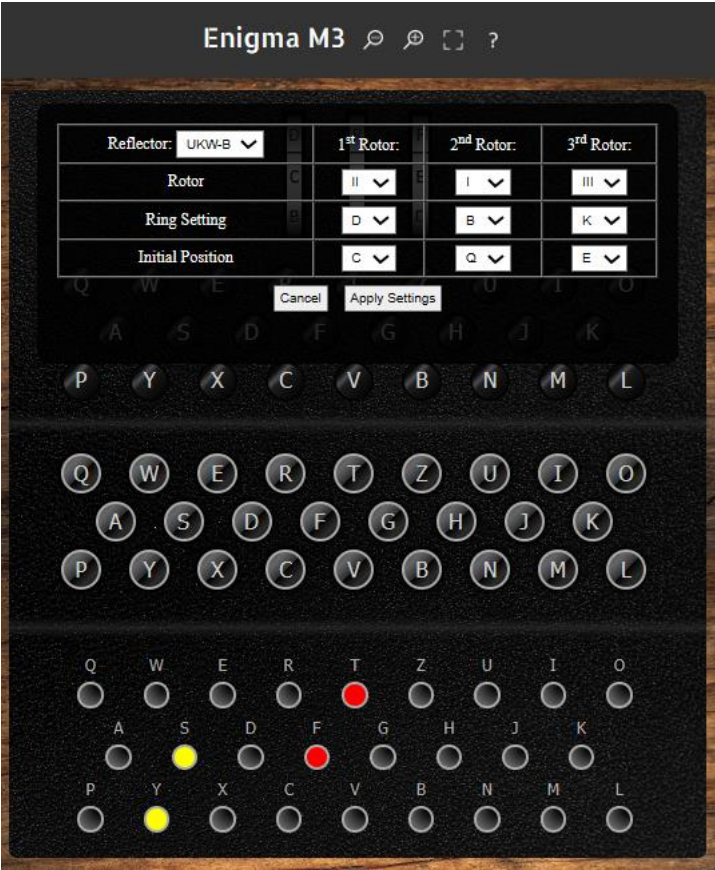 Enigma M3 ?
Reflector: UKW-B 1st Rotor: 2nd Rotor: 3rd Rotor:
Rotor II I III
Ring Setting D B K
Initial Position C Q E
Cancel Apply Settings
Q W E U I O
A S D F G H J K
P Y X C V B N M L
Q W E R T Z U I O
A S D F G H J K
P Y X C V B N M L
Q W E R T Z U I O
A S D F G H J K
P Y X C V B N M L